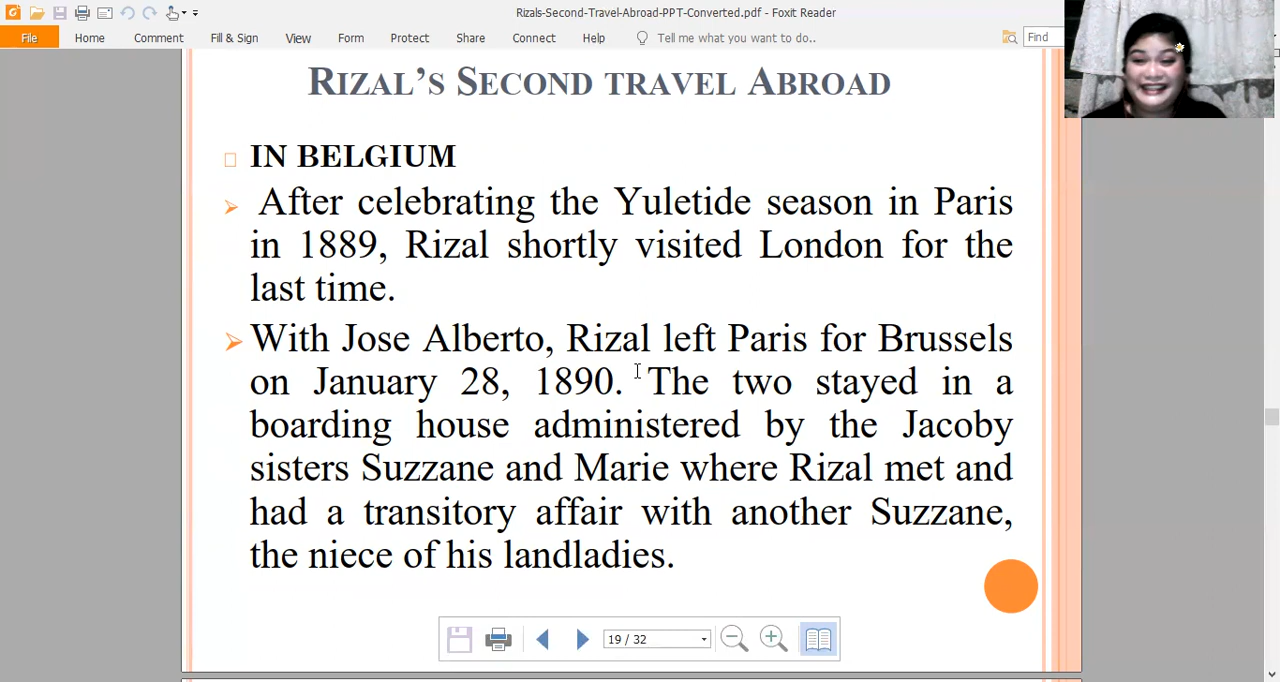 Rizals-Second-Travel-Abroad-PPT-Converted.pdf - Foxit Reader
File Home Comment Fill & Sign View Form Protect Share Connect Help Tell me what you want to do.. Find
RIZAL'S SECOND TRAVEL ABROAD
IN BELGIUM
After celebrating the Yuletide season in Paris
in 1889, Rizal shortly visited London for the
last time.
With Jose Alberto, Rizal left Paris for Brussels
on January 28, 1890. The two stayed in a
boarding house administered by the Jacoby
sisters Suzzane and Marie where Rizal met and
had a transitory affair with another Suzzane,
the niece of his landladies.
19 / 32